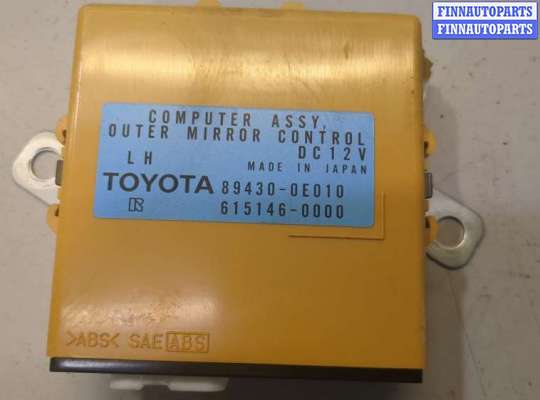 FINNAUTOPARTS
FINNAUTOPARTS
COMPUTER ASSY,
OUTER MIRROR CONTROL
LH DC12V
MADE IN JAPAN
TOYOTA 89430-0E010
615146-0000
>ABS< SAE ABS